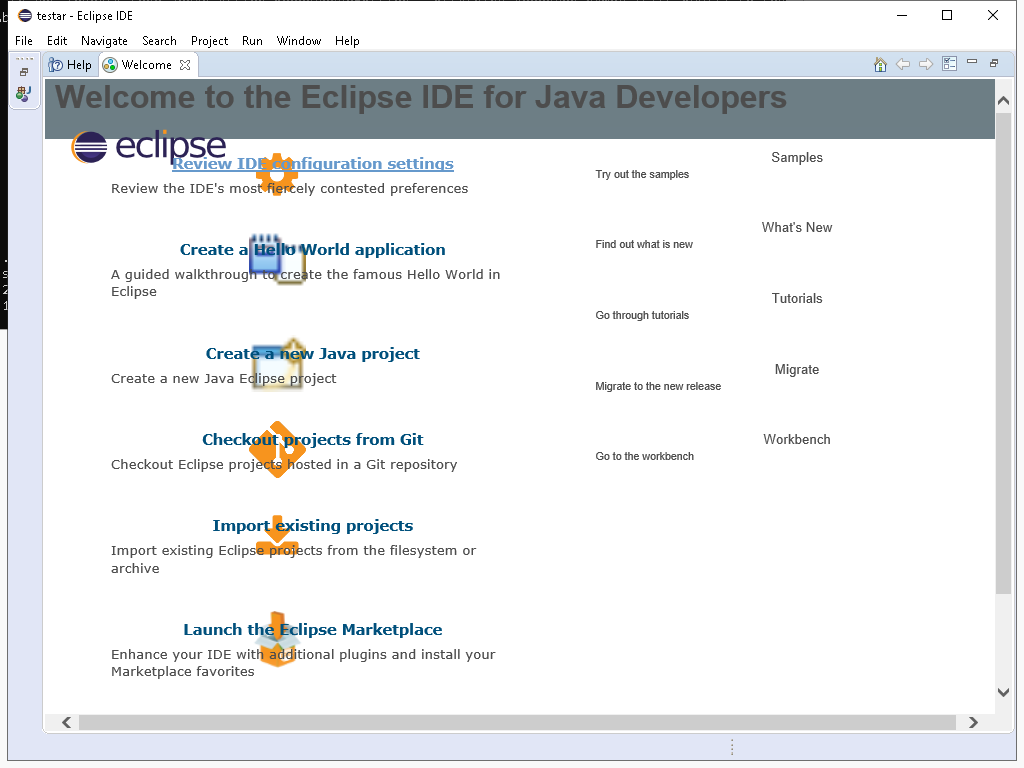 testar - Eclipse IDE
File Edit Navigate Search Project Run Window Help
Help Welcome
Welcome to the Eclipse IDE for Java Developers
eclipse
Review IDE configuration settings
Review the IDE's most fiercely contested preferences
Create a Hello World application
A guided walkthrough to create the famous Hello World in
Eclipse
Create a new Java project
Create a new Java Eclipse project
Checkout projects from Git
Checkout Eclipse projects hosted in a Git repository
Import existing projects
Import existing Eclipse projects from the filesystem or
archive
Launch the Eclipse Marketplace
Enhance your IDE with additional plugins and install your
Marketplace favorites
Samples
Try out the samples
What's New
Find out what is new
Tutorials
Go through tutorials
Migrate
Migrate to the new release
Workbench
Go to the workbench